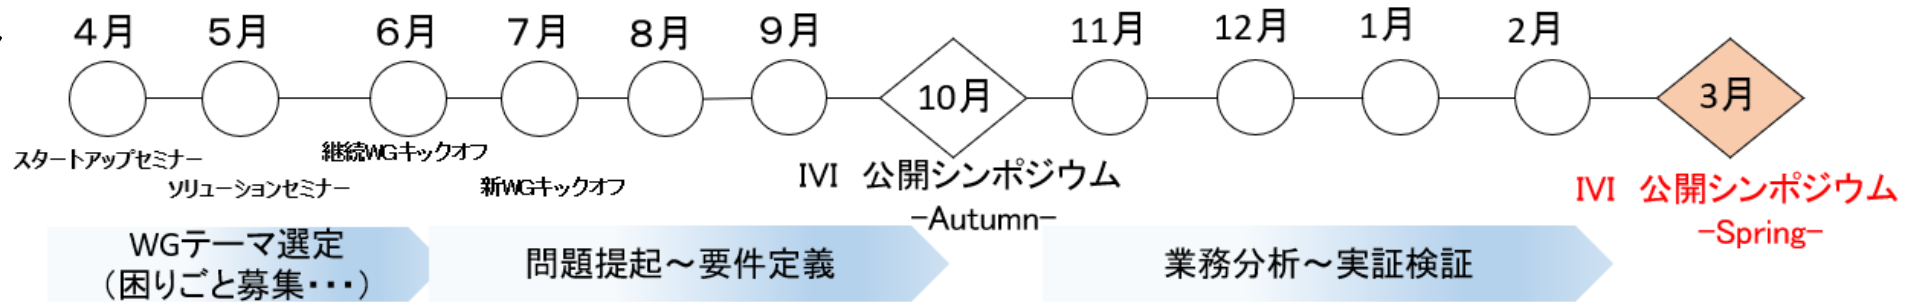 4月
5月
6月
7月
8月
9月
10月
11月
12月
1月
2月
3月
スタートアップセミナー
ソリューションセミナー
継続WGキックオフ
新WGキックオフ
IVI 公開シンポジウム
-Autumn-
IVI 公開シンポジウム
-Spring-
WGテーマ選定
(困りごと募集・・・)
問題提起～要件定義
業務分析～実証検証